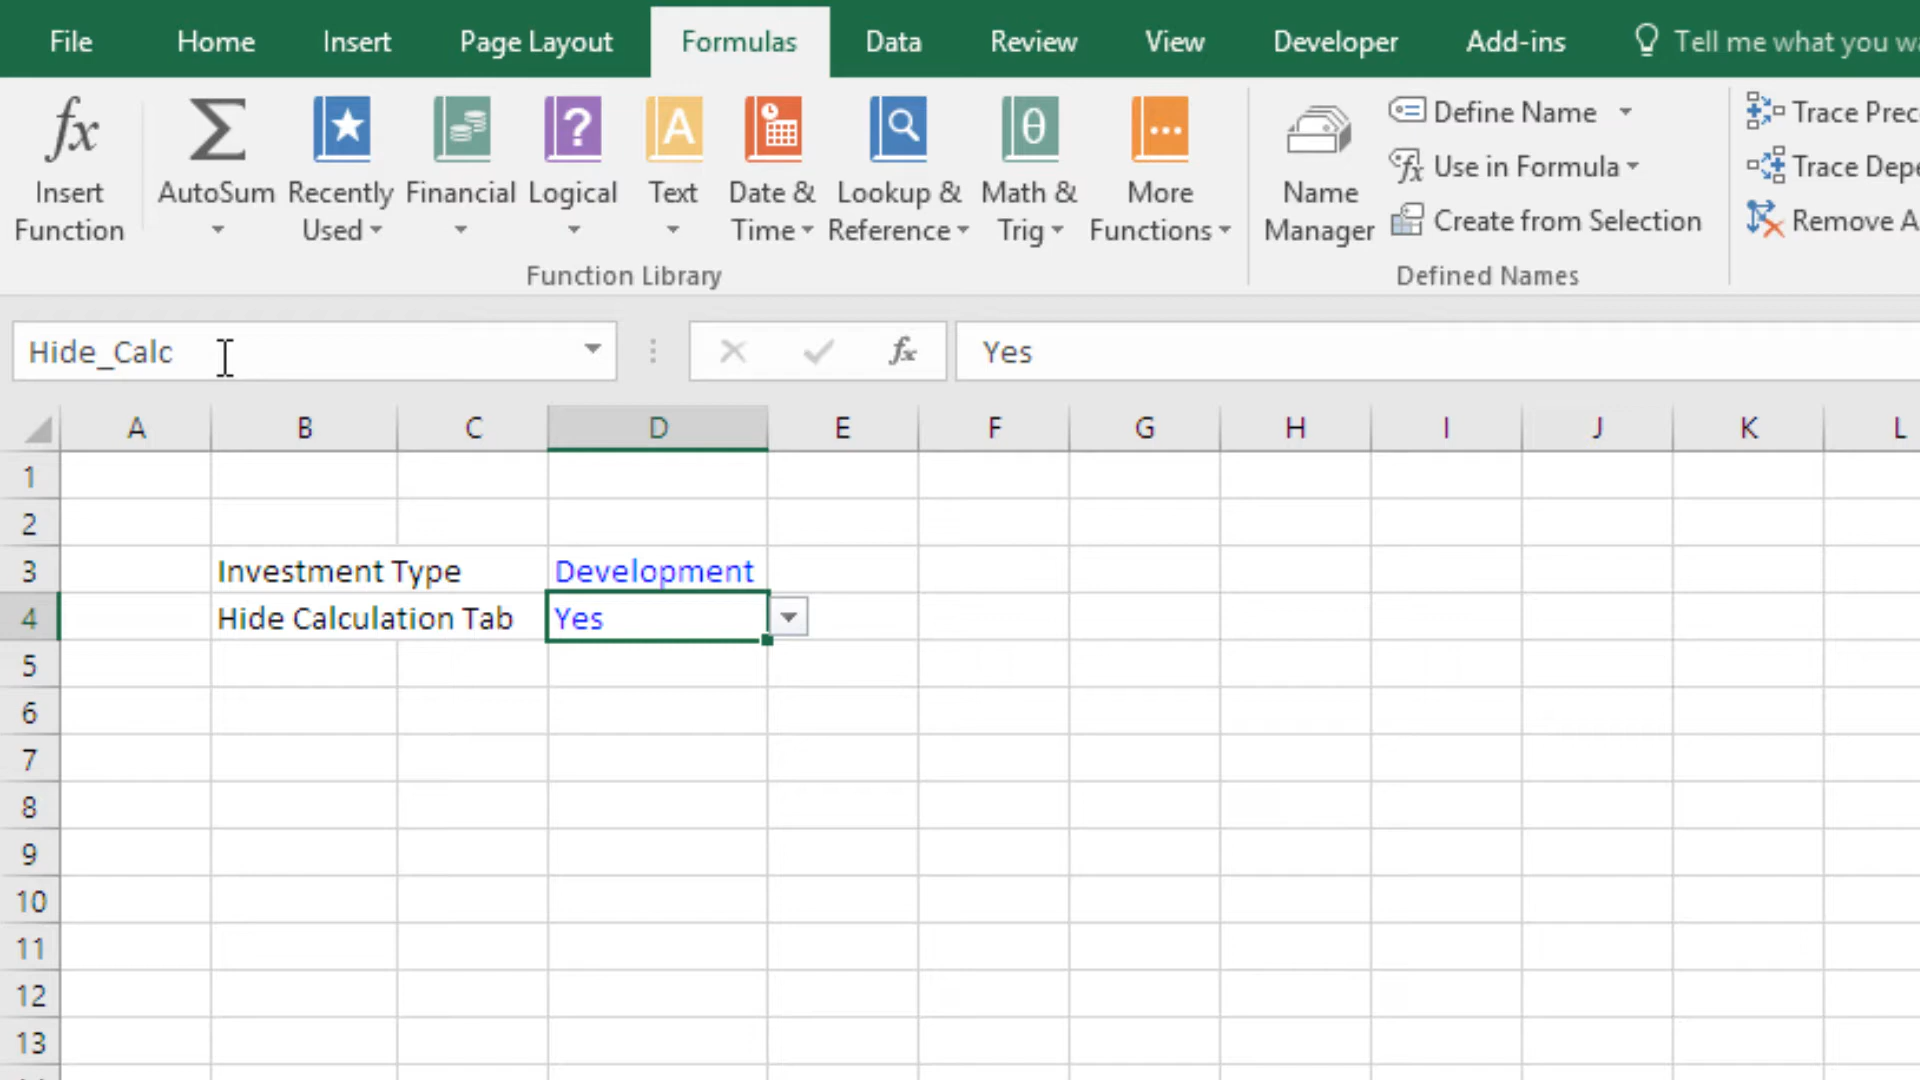 File Home Insert Page Layout Formulas Data Review View Developer Add-ins Tell me what you wa
fx Σ A θ
Insert Function
AutoSum
Recently Used
Financial
Logical
Text
Date & Time
Lookup & Reference
Math & Trig
More Functions
Function Library
Name Manager
Define Name
Use in Formula
Create from Selection
Defined Names
Trace Prec
Trace Depe
Remove A
Hide_Calc fx Yes
A B C D E F G H I J K L
1
2
3 Investment Type Development
4 Hide Calculation Tab Yes
5
6
7
8
9
10
11
12
13